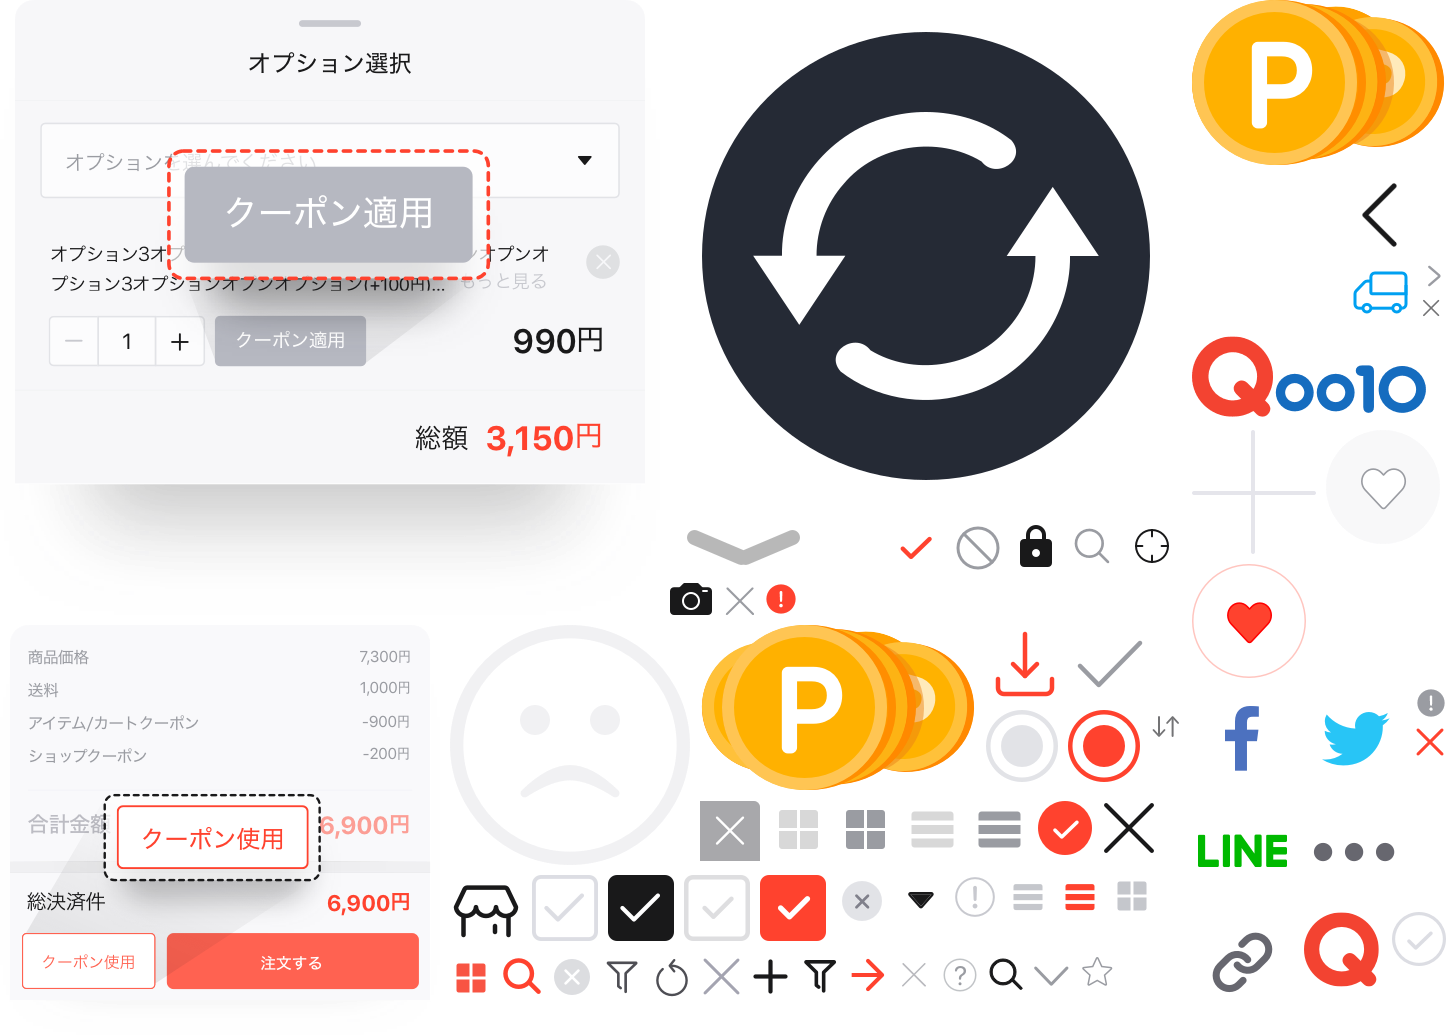 オプション選択
オプションを選んでください
クーポン適用
オプション3オプ
ンオプンオ
プション3オプションオプンオプション(+100円)... もっと見る
1
クーポン適用
990円
総額 3,150円
商品価格 7,300円
送料 1,000円
アイテム/カートクーポン -900円
ショップクーポン -200円
合計金額 6,900円
クーポン使用
総決済件 6,900円
クーポン使用
注文する
P
P
Qoo10
P
P
LINE
Q